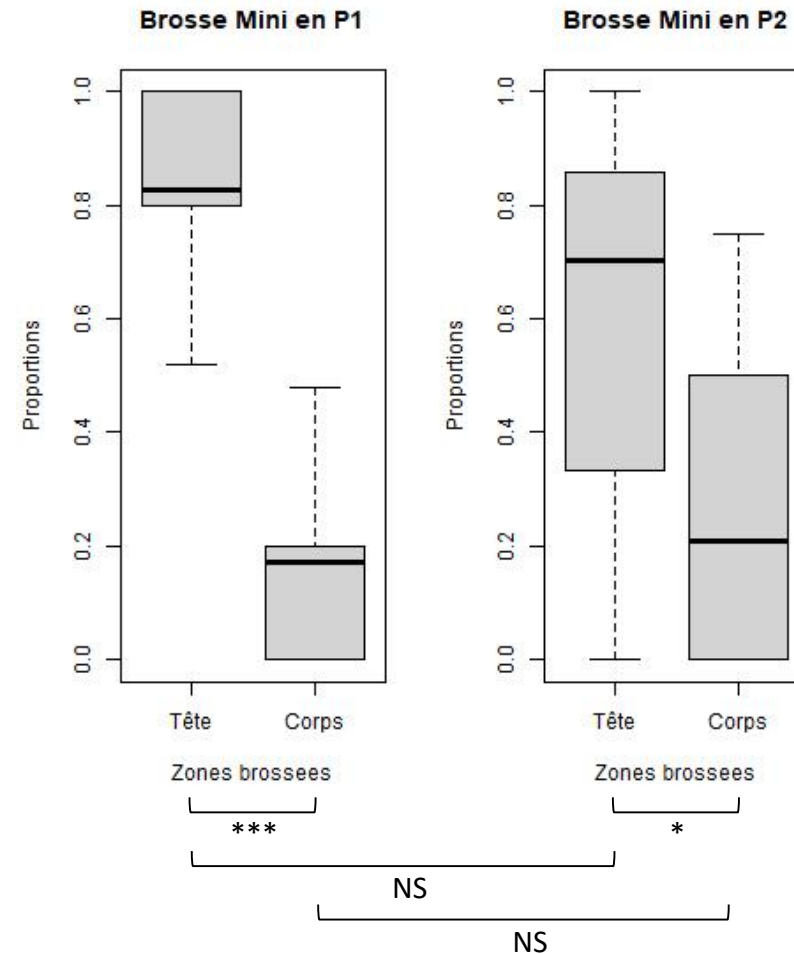 Brosse Mini en P1
Brosse Mini en P2
Proportions
1.0
0.8
0.6
0.4
0.2
0.0
Tête Corps
Zones brossees
Proportions
1.0
0.8
0.6
0.4
0.2
0.0
Tête Corps
Zones brossees
***
*
NS
NS